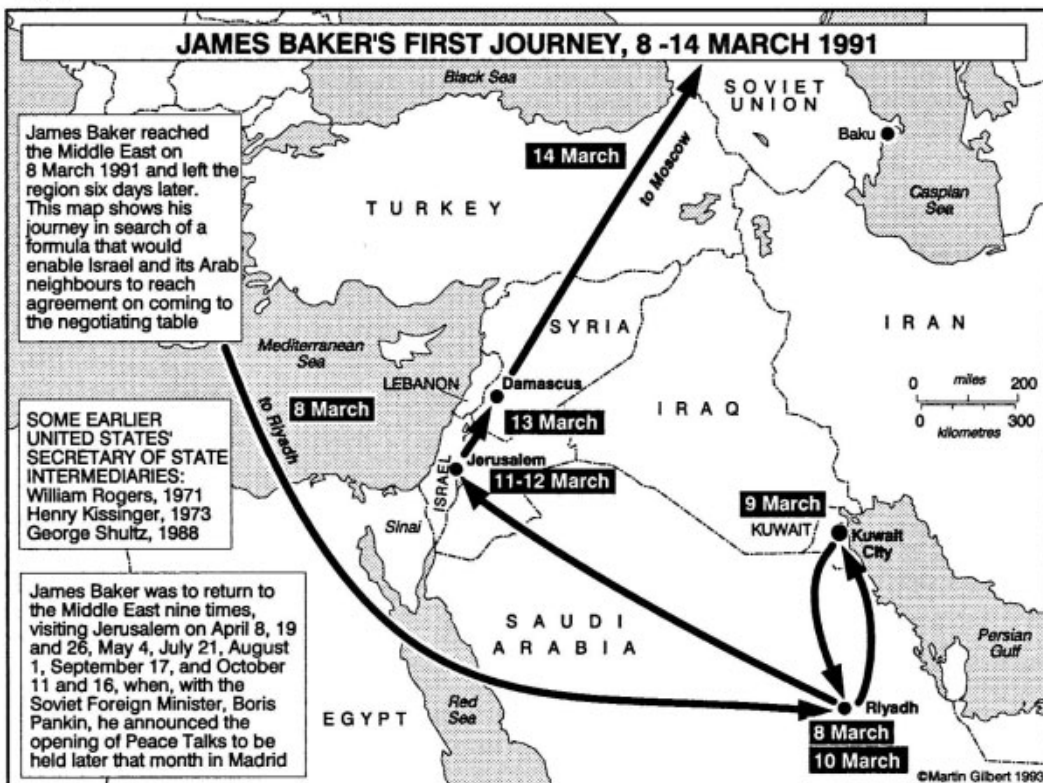 JAMES BAKER'S FIRST JOURNEY, 8 -14 MARCH 1991
Black Sea
SOVIET
UNION
Baku
Caspian
Sea
14 March
to Moscow
James Baker reached
the Middle East on
8 March 1991 and left the
region six days later.
This map shows his
journey in search of a
formula that would
enable Israel and its Arab
neighbours to reach
agreement on coming to
the negotiating table
TURKEY
IRAN
SYRIA
Mediterranean
Sea
LEBANON
Damascus
13 March
8 March
to Riyadh
IRAQ
0 miles 200
0 kilometres 300
SOME EARLIER
UNITED STATES'
SECRETARY OF STATE
INTERMEDIARIES:
William Rogers, 1971
Henry Kissinger, 1973
George Shultz, 1988
Jerusalem
11-12 March
ISRAEL
Sinai
9 March
KUWAIT
Kuwait
City
James Baker was to return to
the Middle East nine times,
visiting Jerusalem on April 8, 19
and 26, May 4, July 21, August
1, September 17, and October
11 and 16, when, with the
Soviet Foreign Minister, Boris
Pankin, he announced the
opening of Peace Talks to be
held later that month in Madrid
SAUDI
ARABIA
Persian
Gulf
EGYPT
Red
Sea
Riyadh
8 March
10 March
©Martin Gilbert 1993